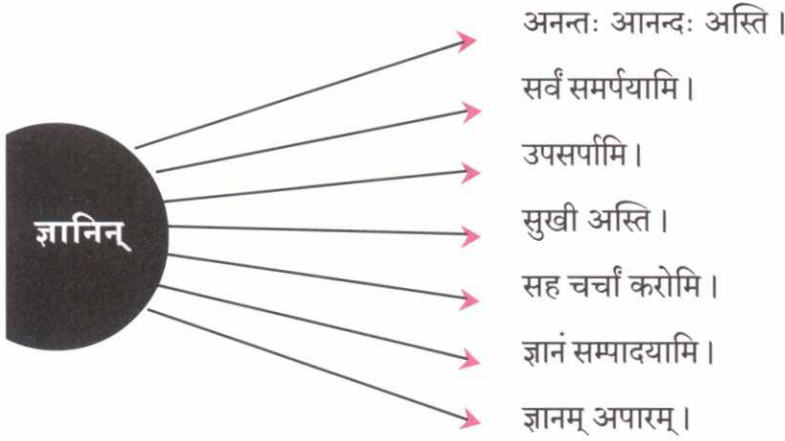 अनन्तः आनन्दः अस्ति ।
सर्वं समर्पयामि ।
उपसर्पामि ।
ज्ञानिन्
सुखी अस्ति ।
सह चर्चां करोमि ।
ज्ञानं सम्पादयामि ।
ज्ञानम् अपारम् ।